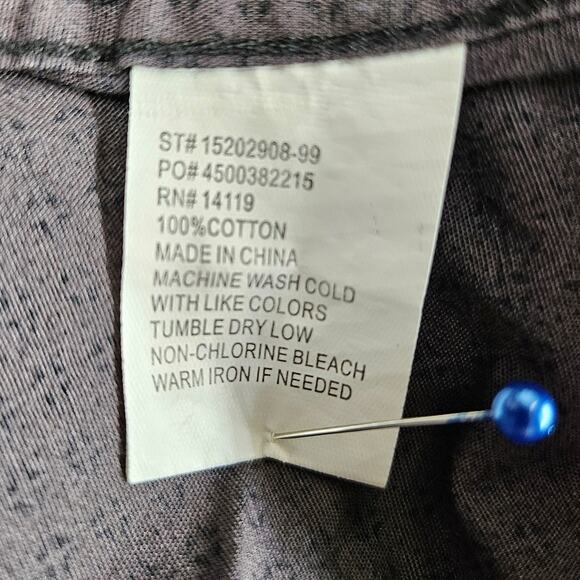 ST# 15202908-99
PO# 4500382215
RN# 14119
100%COTTON
MADE IN CHINA
MACHINE WASH COLD
WITH LIKE COLORS
TUMBLE DRY LOW
NON-CHLORINE BLEACH
WARM IRON IF NEEDED